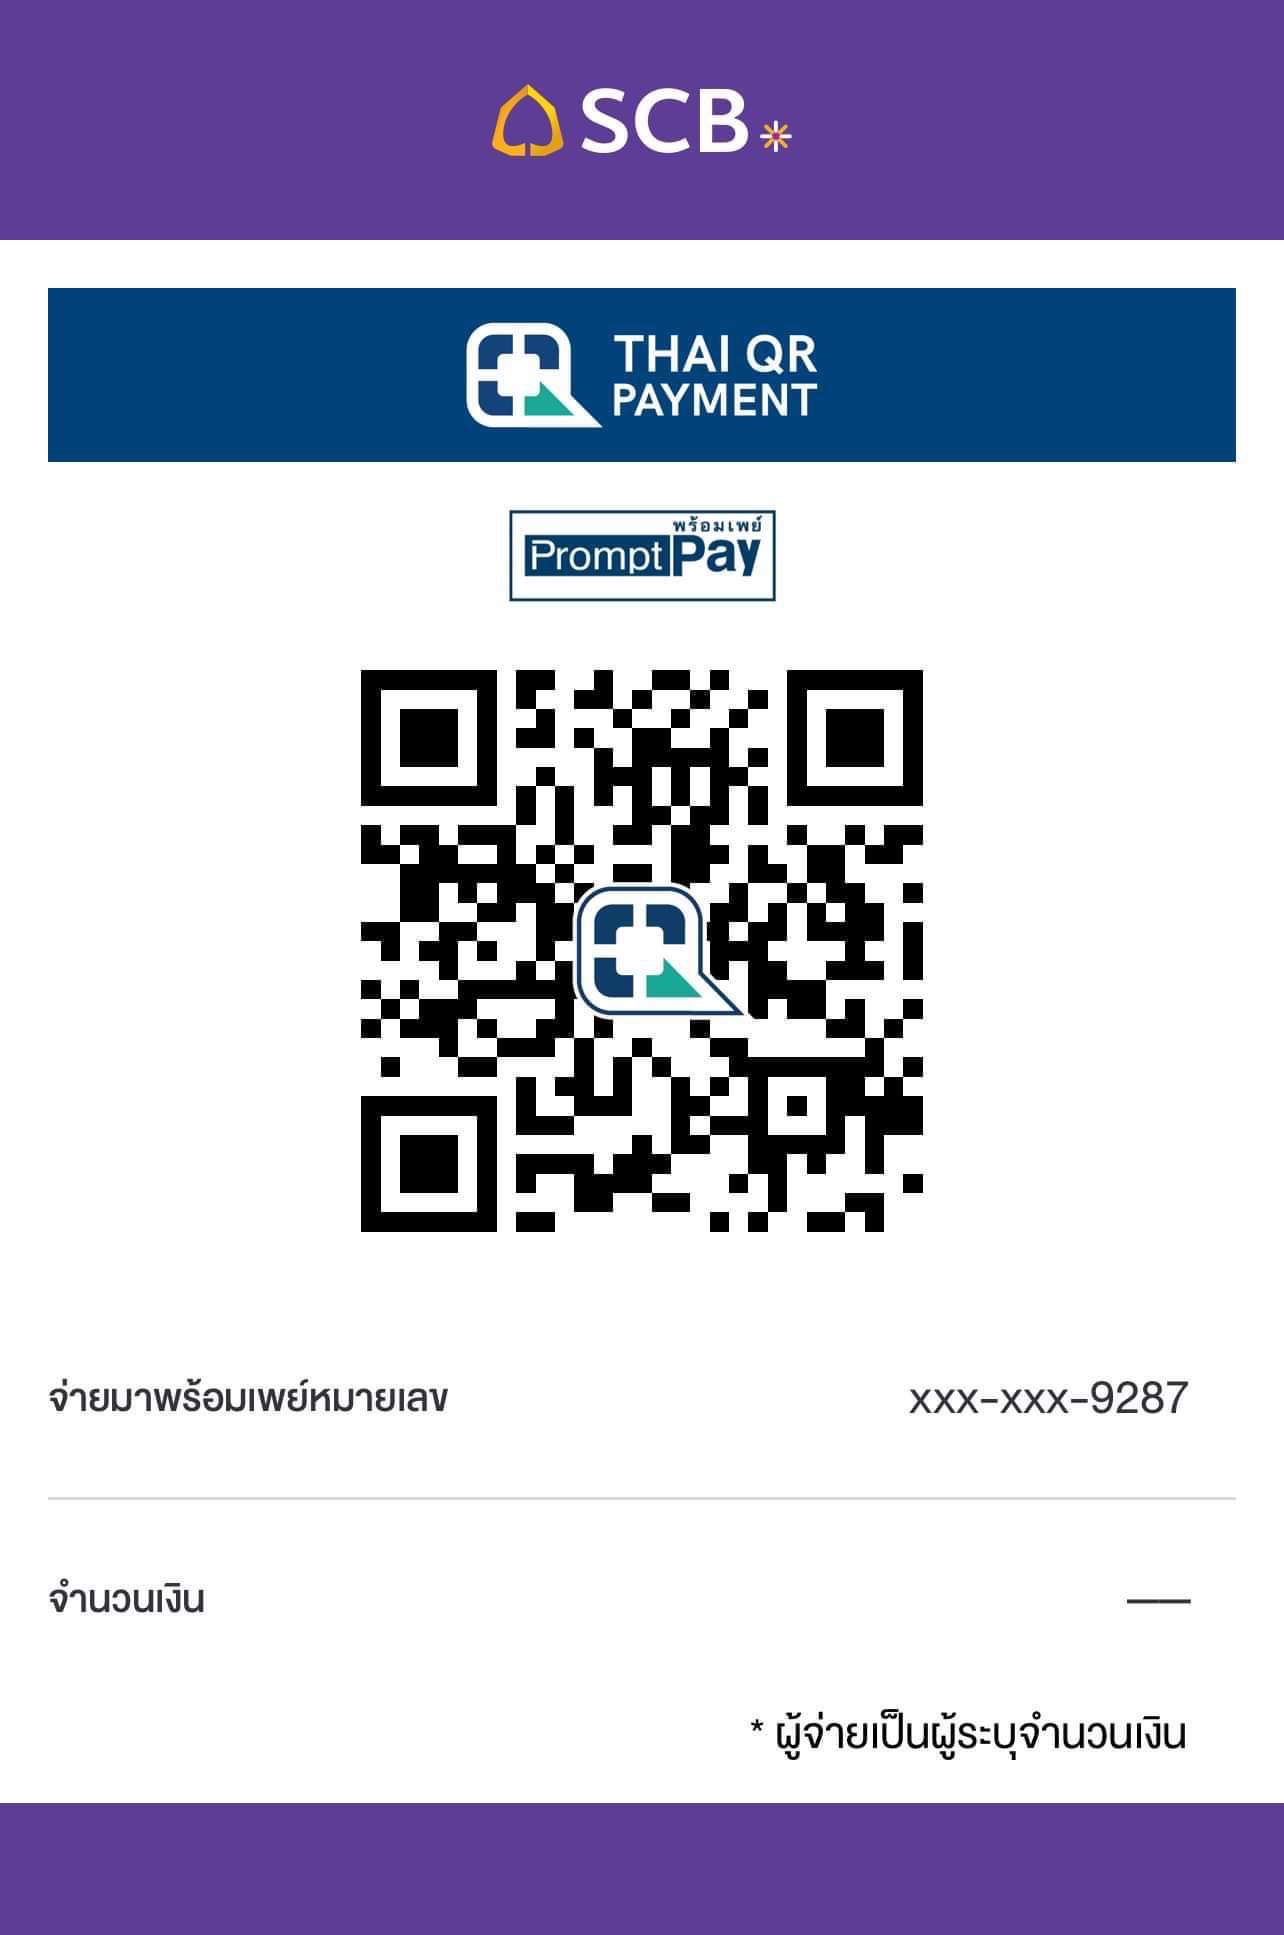 SCB
THAI QR
PAYMENT
พร้อมเพย์
PromptPay
จ่ายมาพร้อมเพย์หมายเลข xxx-xxx-9287
จำนวนเงิน —
* ผู้จ่ายเป็นผู้ระบุจำนวนเงิน